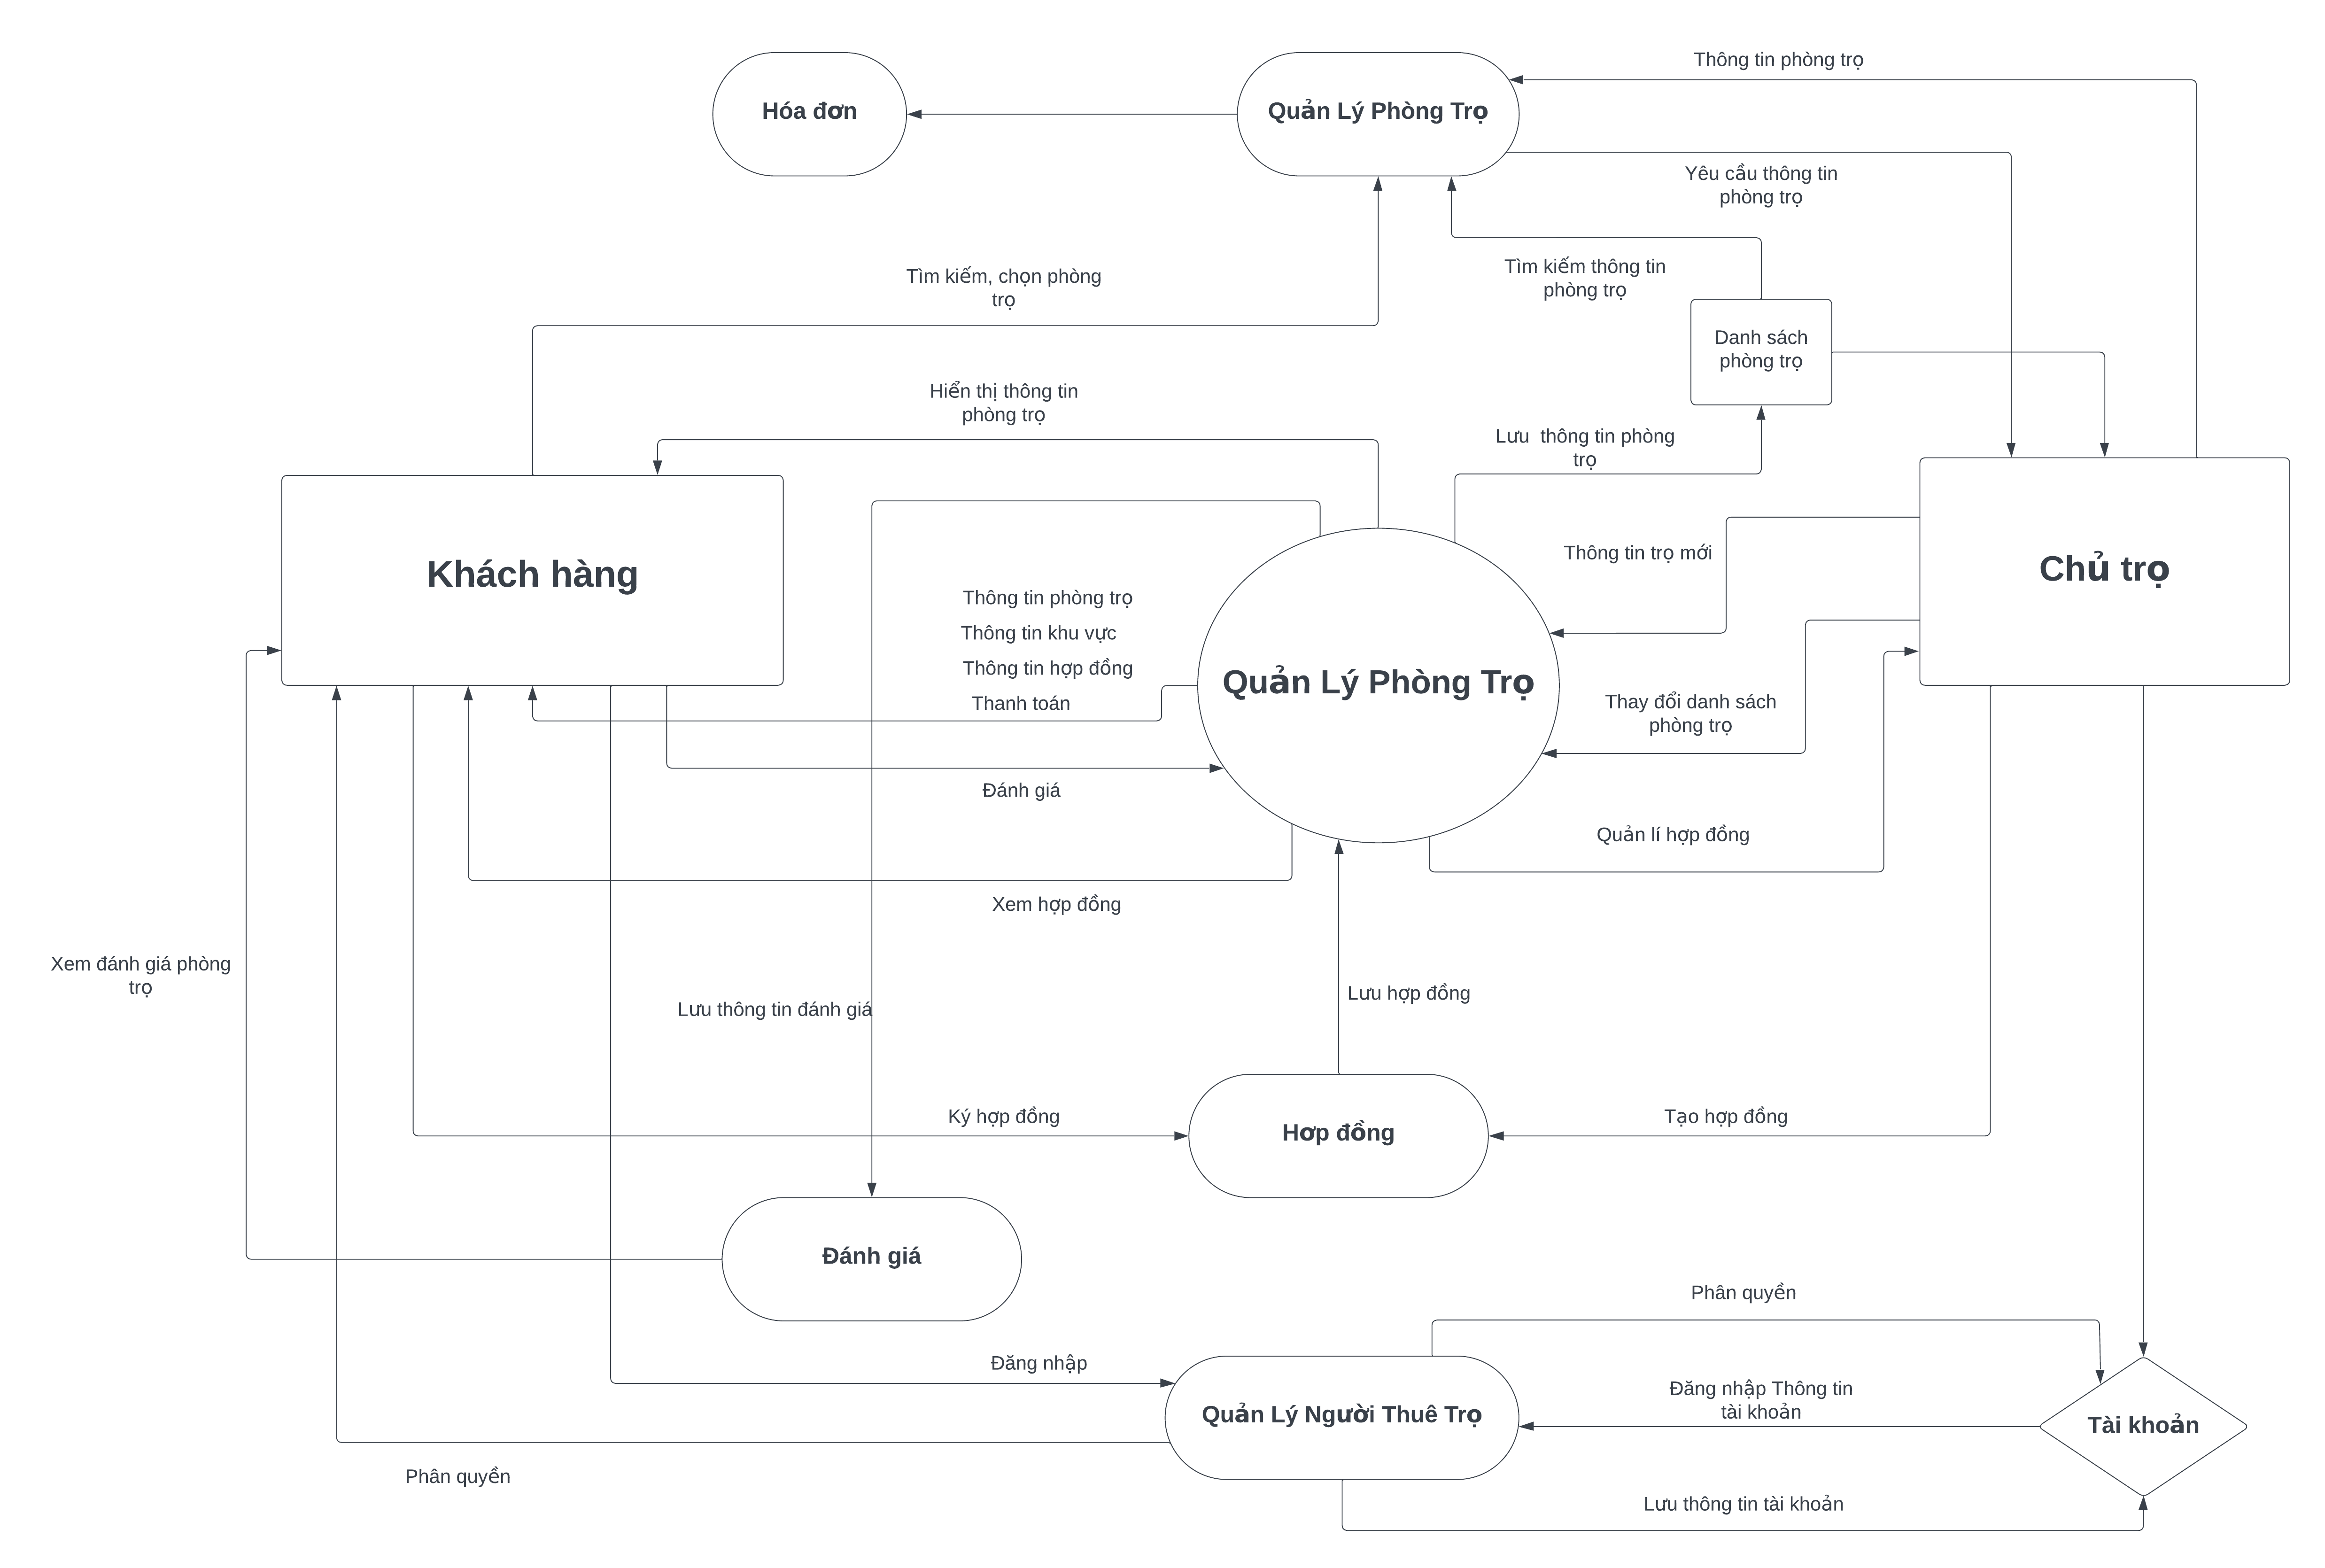 Thông tin phòng trọ
Hóa đơn
Quản Lý Phòng Trọ
Yêu cầu thông tin
phòng trọ
Tìm kiếm, chọn phòng
trọ
Tìm kiếm thông tin
phòng trọ
Danh sách
phòng trọ
Hiển thị thông tin
phòng trọ
Lưu  thông tin phòng
trọ
Khách hàng
Thông tin trọ mới
Chủ trọ
Thông tin phòng trọ
Thông tin khu vực
Thông tin hợp đồng
Thanh toán
Quản Lý Phòng Trọ
Thay đổi danh sách
phòng trọ
Đánh giá
Quản lí hợp đồng
Xem hợp đồng
Xem đánh giá phòng
trọ
Lưu thông tin đánh giá
Lưu hợp đồng
Ký hợp đồng
Hơp đồng
Tạo hợp đồng
Đánh giá
Phân quyền
Đăng nhập
Quản Lý Người Thuê Trọ
Đăng nhập Thông tin
tài khoản
Tài khoản
Phân quyền
Lưu thông tin tài khoản